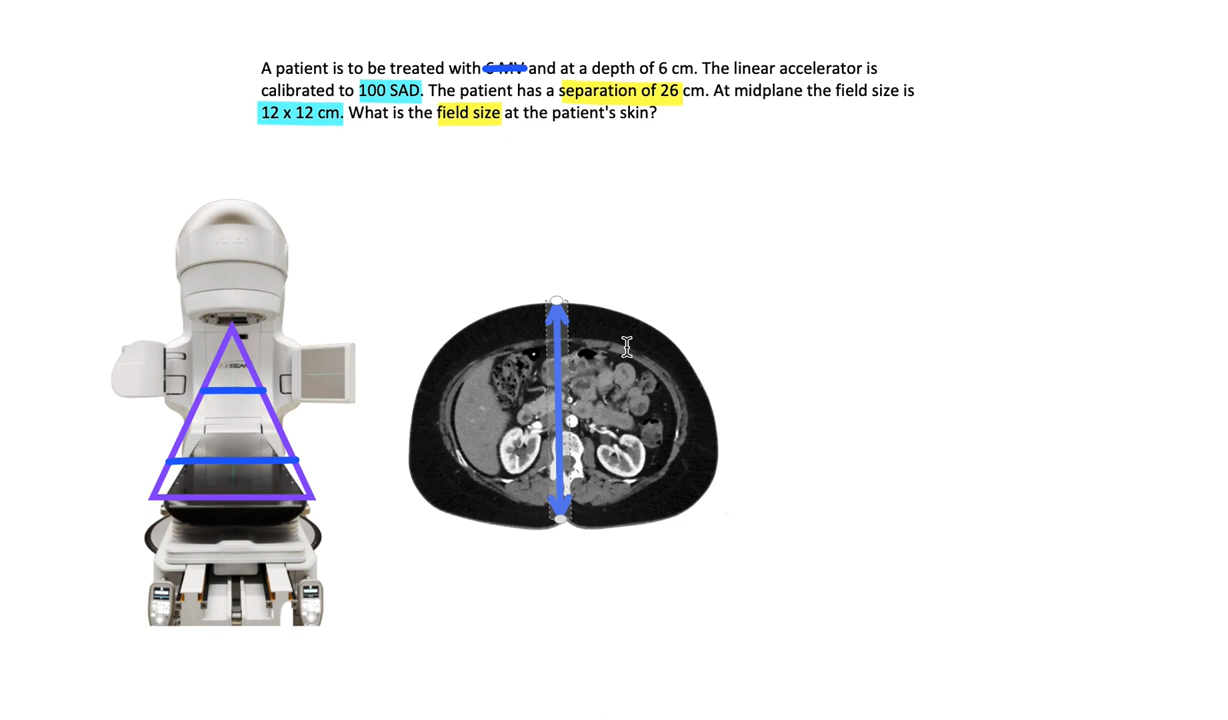 A patient is to be treated with 6 MV and at a depth of 6 cm. The linear accelerator is
calibrated to 100 SAD. The patient has a separation of 26 cm. At midplane the field size is
12 x 12 cm. What is the field size at the patient's skin?